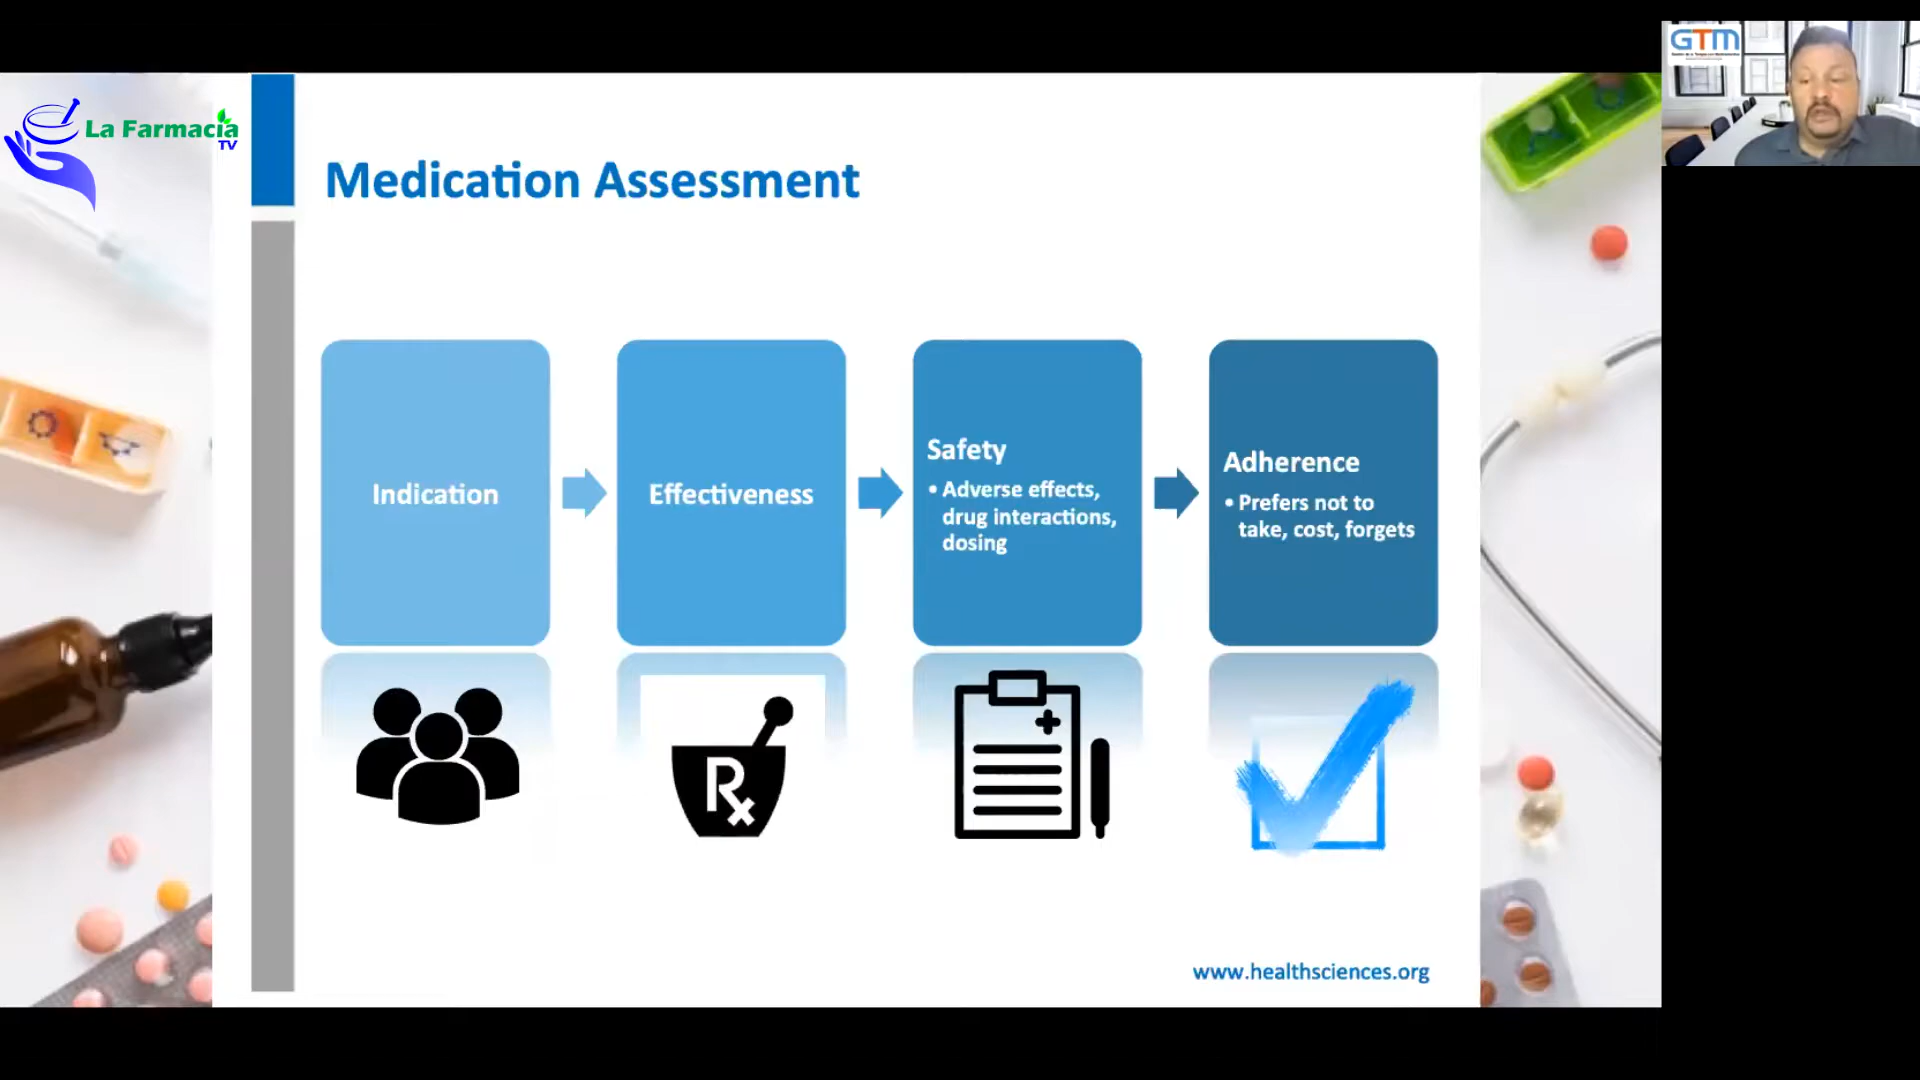 La Farmacia
TV
GTM
Medication Assessment
Indication
Effectiveness
Safety
• Adverse effects,
drug interactions,
dosing
Adherence
• Prefers not to
take, cost, forgets
Rx
www.healthsciences.org